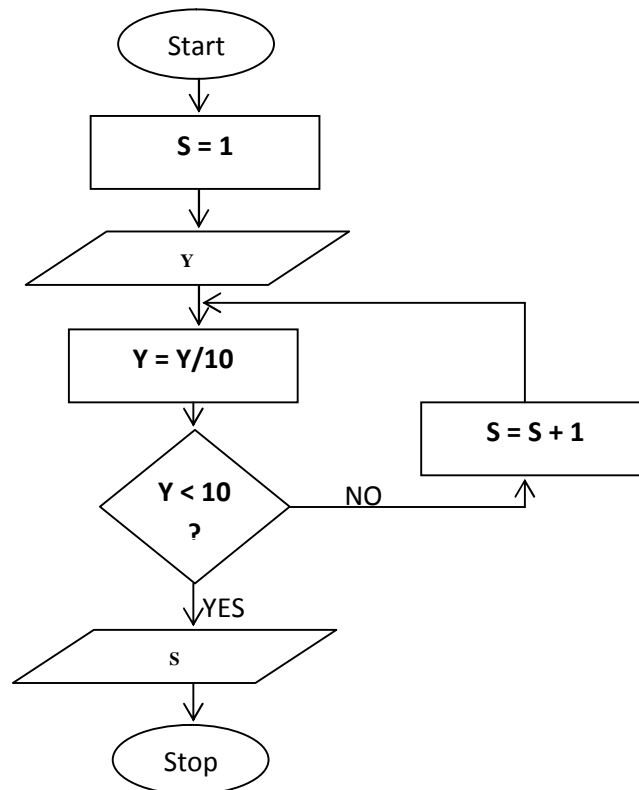 Start
S = 1
Y
Y = Y/10
S = S + 1
Y < 10
?
NO
YES
S
Stop